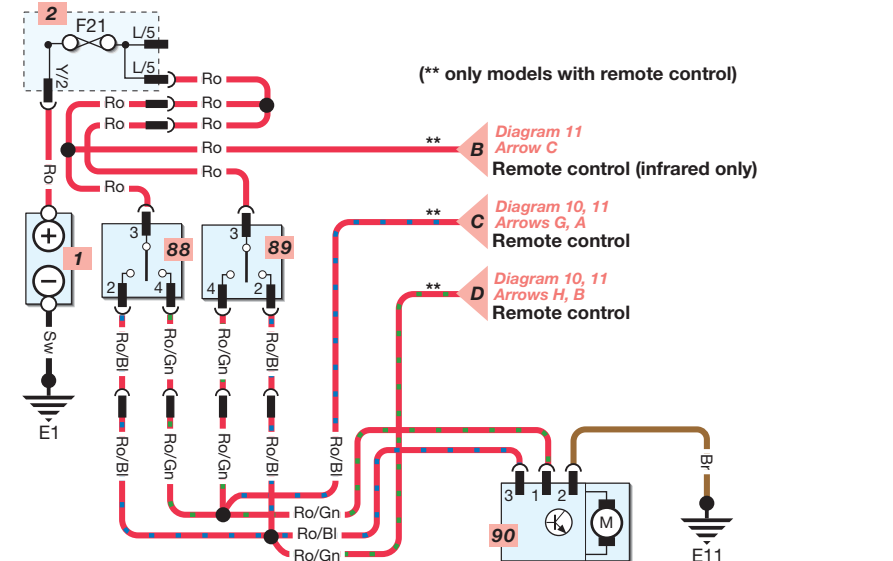 2
F21
L/5
L/5
Y/2
Ro
Ro
Ro
Ro
Ro
(** only models with remote control)
Ro
**
B
Diagram 11
Arrow C
Remote control (infrared only)
Ro
Ro
Ro
1
3
88
2
4
3
89
4
2
**
C
Diagram 10, 11
Arrows G, A
Remote control
**
D
Diagram 10, 11
Arrows H, B
Remote control
Sw
E1
Ro/Bl
Ro/Gn
Ro/Gn
Ro/Bl
Ro/Bl
Ro/Gn
Ro/Gn
Ro/Bl
Ro/Bl
Ro/Gn
Ro/Bl
Ro/Gn
3
1
2
90
M
Br
E11